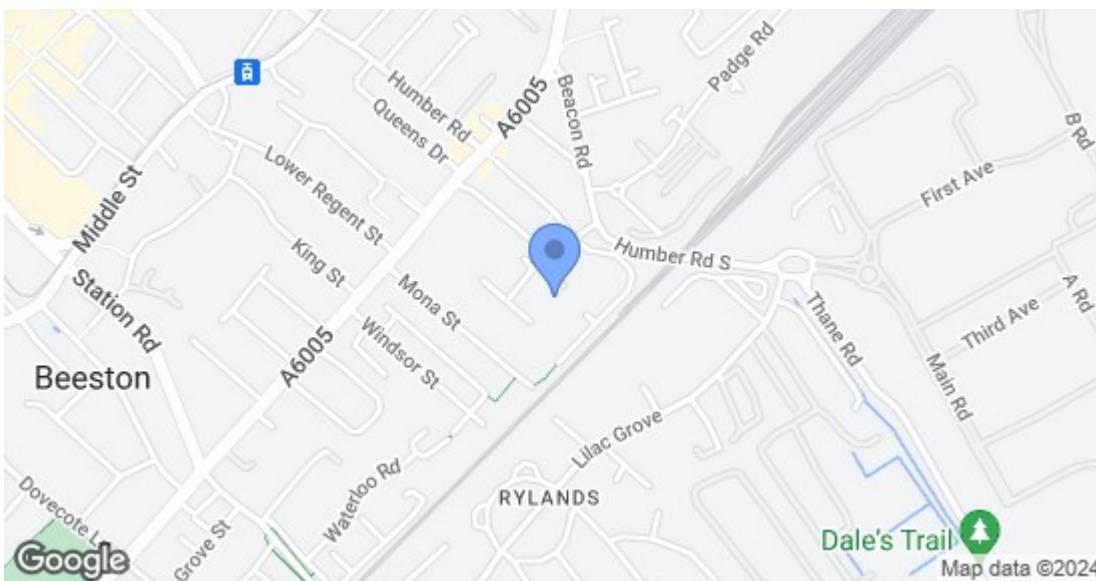 Padge Rd
Humber Rd
Beacon Rd
A6005
Queens Dr
B Rd
Lower Regent St
First Ave
Middle St
Humber Rd S
King St
Station Rd
Mona St
A Rd
Thane Rd
Third Ave
Windsor St
A6005
Beeston
Main Rd
Lilac Grove
Waterloo Rd
Dovecote L
RYLANDS
Grove St
Dale's Trail
Google
Map data ©2024